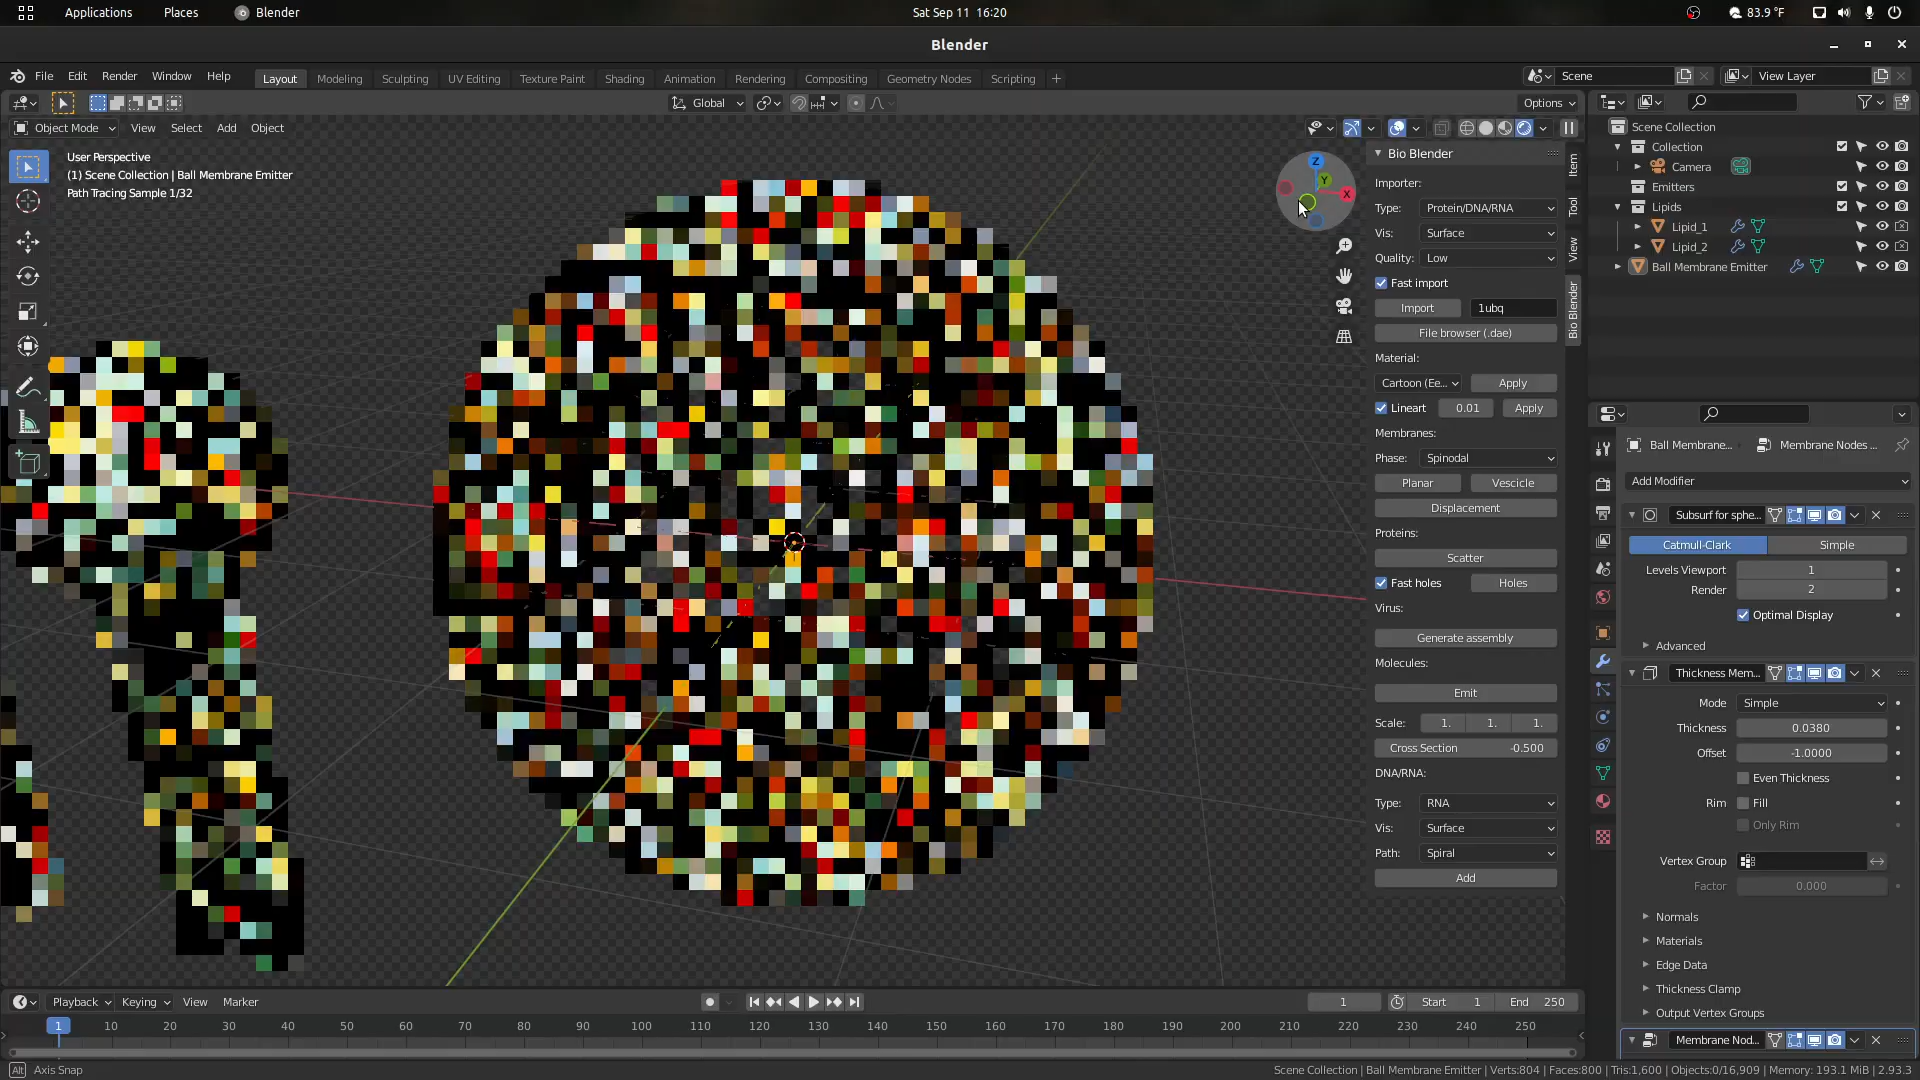 Applications Places Blender Sat Sep 11 16:20 83.9 °F
Blender
File Edit Render Window Help Layout Modeling Sculpting UV Editing Texture Paint Shading Animation Rendering Compositing Geometry Nodes Scripting + Scene View Layer
Global Options
Object Mode View Select Add Object
User Perspective
(1) Scene Collection | Ball Membrane Emitter
Path Tracing Sample 1/32
Z
Y
X
Bio Blender
Importer:
Type: Protein/DNA/RNA
Vis: Surface
Quality: Low
Fast import
Import 1ubq
File browser (.dae)
Material:
Cartoon (Ee... Apply
Lineart 0.01 Apply
Membranes:
Phase: Spinodal
Planar Vescicle
Displacement
Proteins:
Scatter
Fast holes Holes
Virus:
Generate assembly
Molecules:
Emit
Scale: 1. 1. 1.
Cross Section -0.500
DNA/RNA:
Type: RNA
Vis: Surface
Path: Spiral
Add
Item
Tool
View
Bio Blender
Scene Collection
Collection
Camera
Emitters
Lipids
Lipid_1
Lipid_2
Ball Membrane Emitter
Ball Membrane... Membrane Nodes ...
Add Modifier
Subsurf for sphe...
Catmull-Clark Simple
Levels Viewport 1
Render 2
Optimal Display
Advanced
Thickness Mem...
Mode Simple
Thickness 0.0380
Offset -1.0000
Even Thickness
Rim Fill
Only Rim
Vertex Group
Factor 0.000
Normals
Materials
Edge Data
Thickness Clamp
Output Vertex Groups
Membrane Nod...
Playback Keying View Marker 1 Start 1 End 250
1 10 20 30 40 50 60 70 80 90 100 110 120 130 140 150 160 170 180 190 200 210 220 230 240 250
Alt Axis Snap Scene Collection | Ball Membrane Emitter | Verts:804 | Faces:800 | Tris:1,600 | Objects:0/16,909 | Memory: 193.1 MiB | 2.93.3